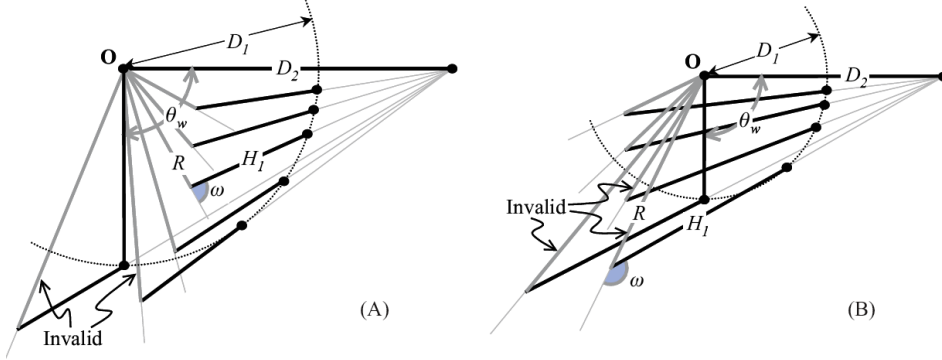 D₁
O
D₂
θw
R
H₁
ω
Invalid
(A)
D₁
O
D₂
θw
Invalid
R
H₁
ω
(B)